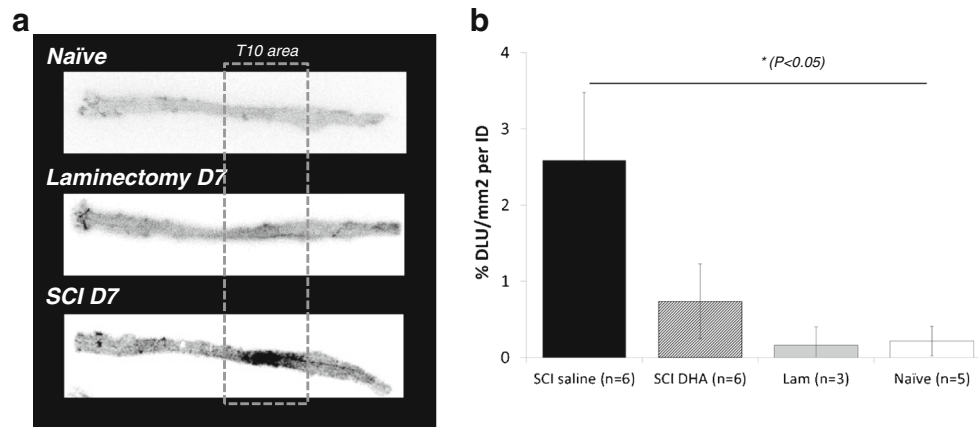 a
Naïve
T10 area
Laminectomy D7
SCI D7
b
4
3
2
1
0
% DLU/mm2 per ID
* (P<0.05)
SCI saline (n=6)
SCI DHA (n=6)
Lam (n=3)
Naïve (n=5)